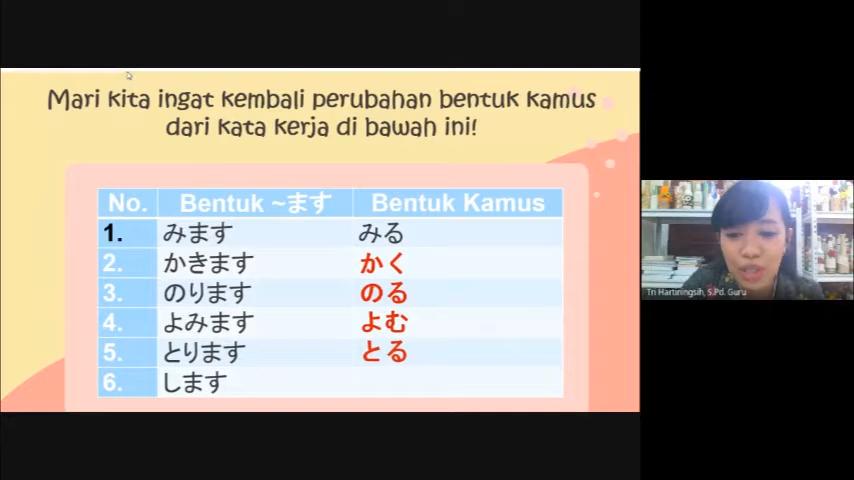 Mari kita ingat kembali perubahan bentuk kamus
dari kata kerja di bawah ini!
No. Bentuk ~ます Bentuk Kamus
1. みます みる
2. かきます かく
3. のります のる
4. よみます よむ
5. とります とる
6. します
Tri Hartiningsih, S.Pd. Guru